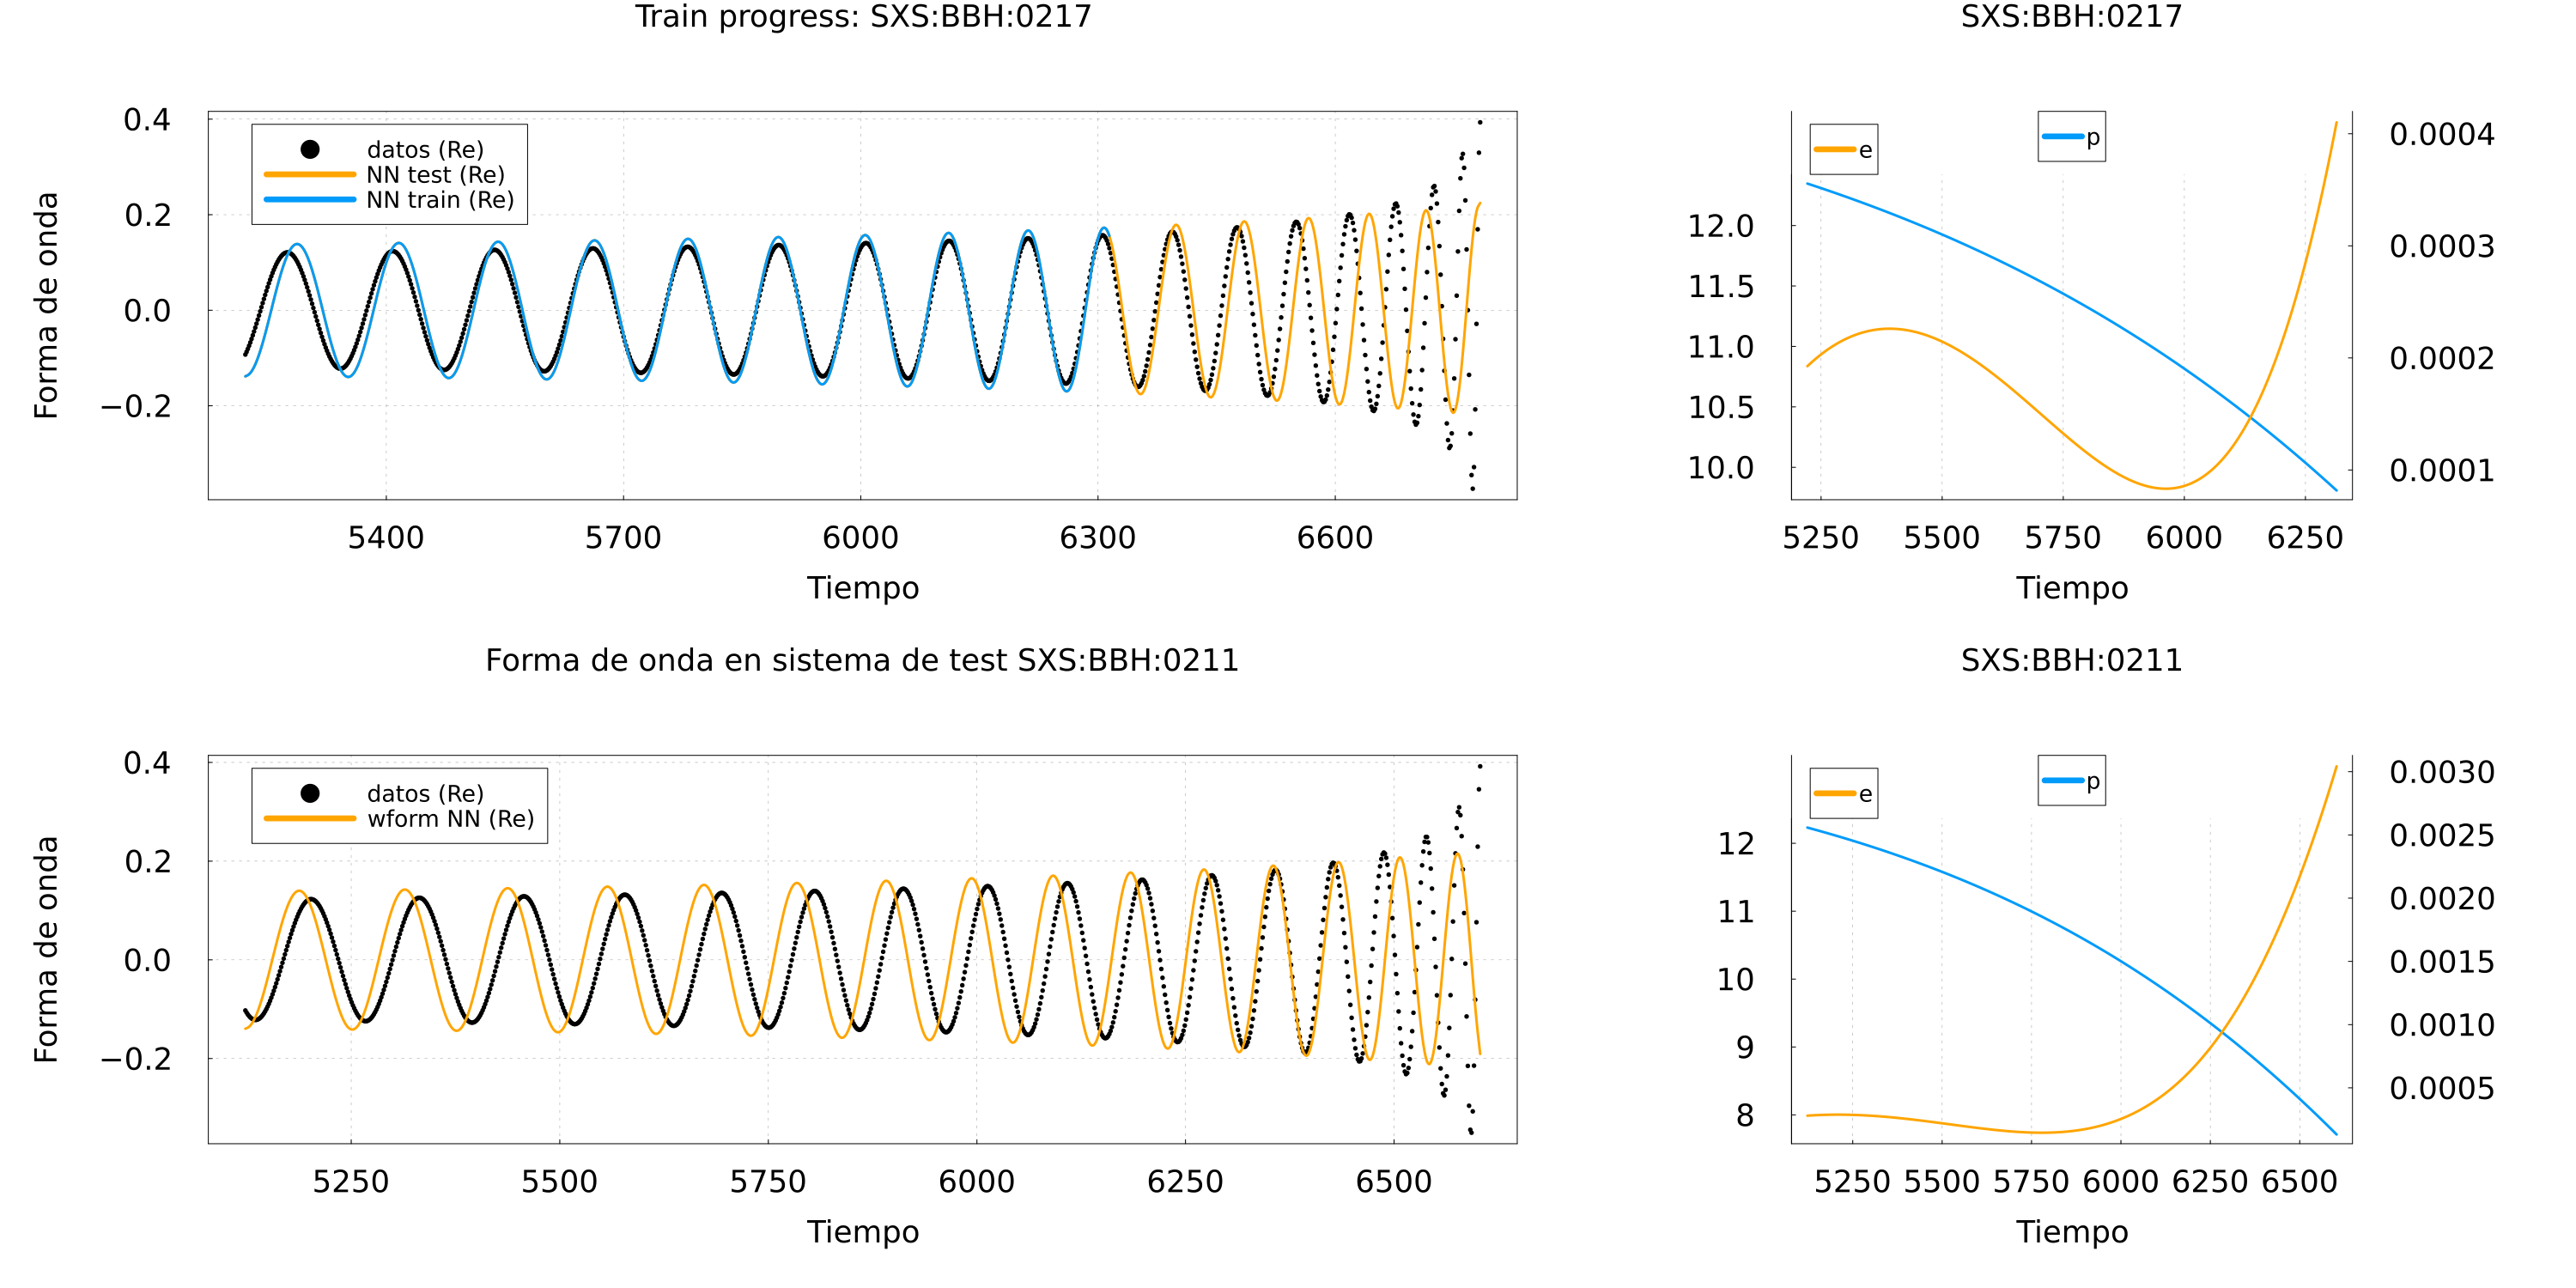 Train progress: SXS:BBH:0217
Forma de onda
0.4
0.2
0.0
−0.2
datos (Re)
NN test (Re)
NN train (Re)
5400 5700 6000 6300 6600
Tiempo
SXS:BBH:0217
e
p
12.0
11.5
11.0
10.5
10.0
0.0004
0.0003
0.0002
0.0001
5250 5500 5750 6000 6250
Tiempo
Forma de onda en sistema de test SXS:BBH:0211
Forma de onda
0.4
0.2
0.0
−0.2
datos (Re)
wform NN (Re)
5250 5500 5750 6000 6250 6500
Tiempo
SXS:BBH:0211
e
p
12
11
10
9
8
0.0030
0.0025
0.0020
0.0015
0.0010
0.0005
5250 5500 5750 6000 6250 6500
Tiempo